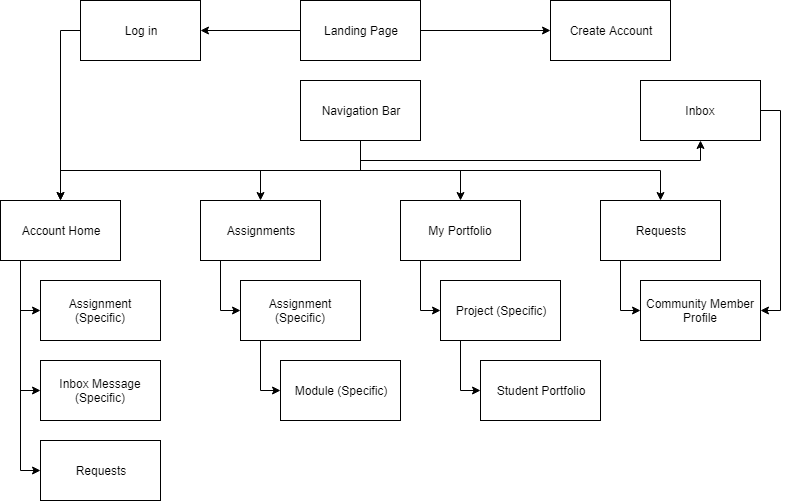 Log in
Landing Page
Create Account
Navigation Bar
Inbox
Account Home
Assignments
My Portfolio
Requests
Assignment
(Specific)
Assignment
(Specific)
Project (Specific)
Community Member
Profile
Inbox Message
(Specific)
Module (Specific)
Student Portfolio
Requests